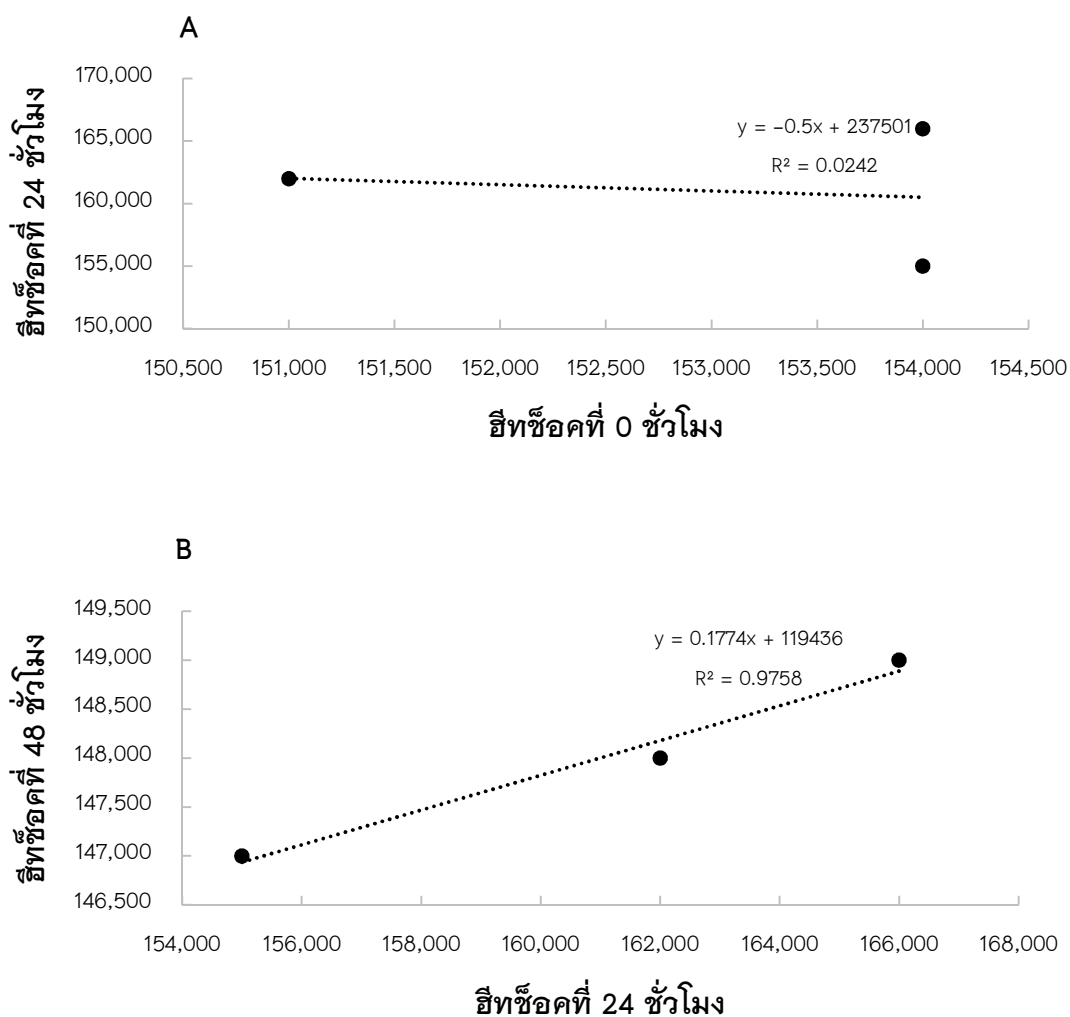 A
170,000
165,000
160,000
155,000
150,000
ฮีทช็อคที่ 24 ชั่วโมง
y = -0.5x + 237501
R² = 0.0242
150,500 151,000 151,500 152,000 152,500 153,000 153,500 154,000 154,500
ฮีทช็อคที่ 0 ชั่วโมง
B
149,500
149,000
148,500
148,000
147,500
147,000
146,500
ฮีทช็อคที่ 48 ชั่วโมง
y = 0.1774x + 119436
R² = 0.9758
154,000 156,000 158,000 160,000 162,000 164,000 166,000 168,000
ฮีทช็อคที่ 24 ชั่วโมง